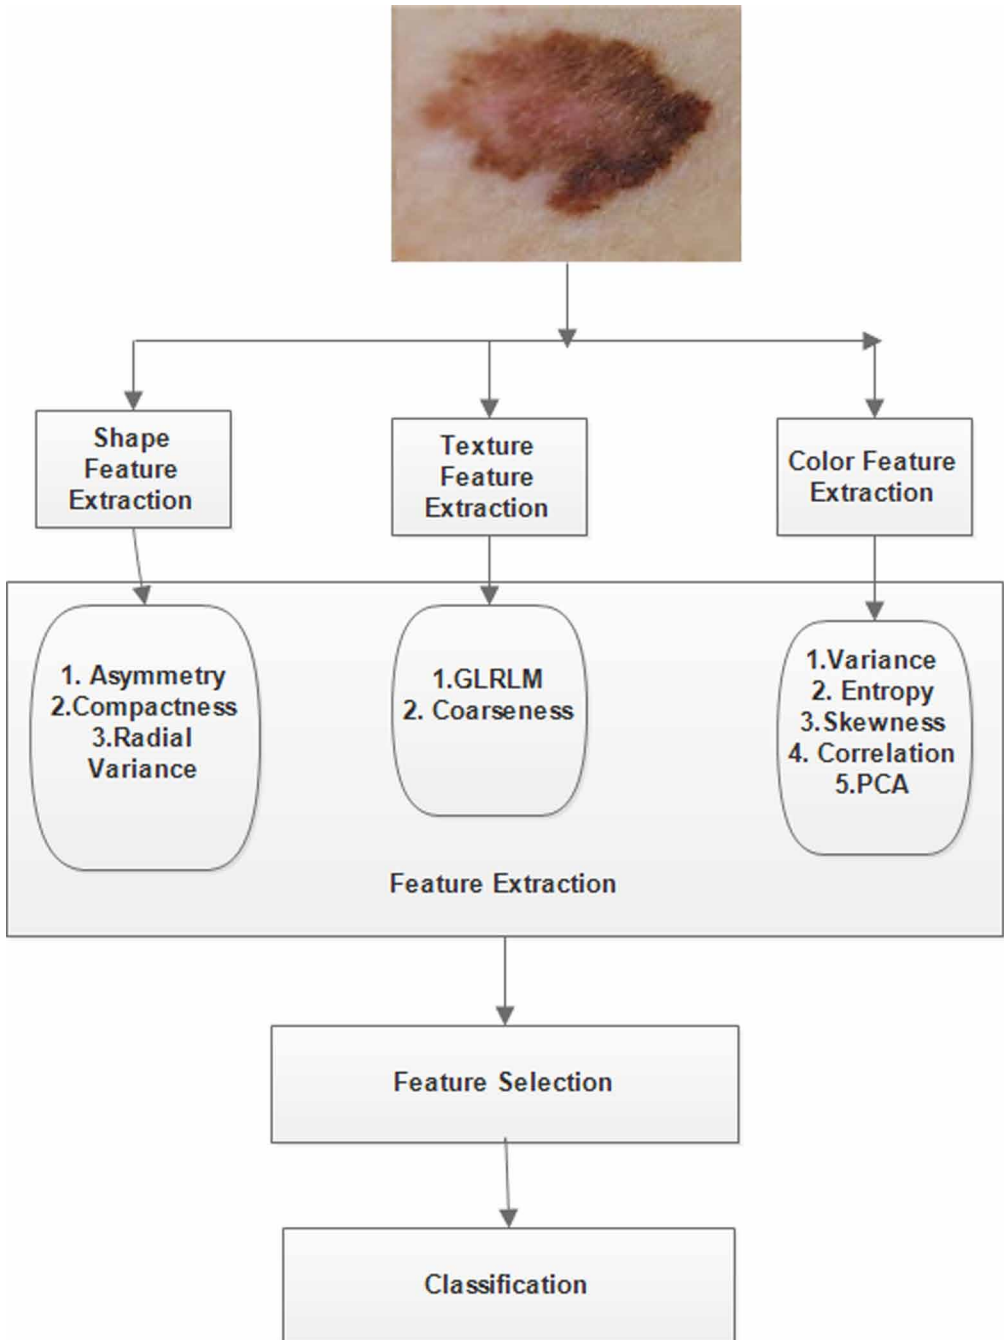 Shape
Feature
Extraction
Texture
Feature
Extraction
Color Feature
Extraction
1. Asymmetry
2.Compactness
3.Radial
Variance
1.GLRLM
2. Coarseness
1.Variance
2. Entropy
3.Skewness
4. Correlation
5.PCA
Feature Extraction
Feature Selection
Classification